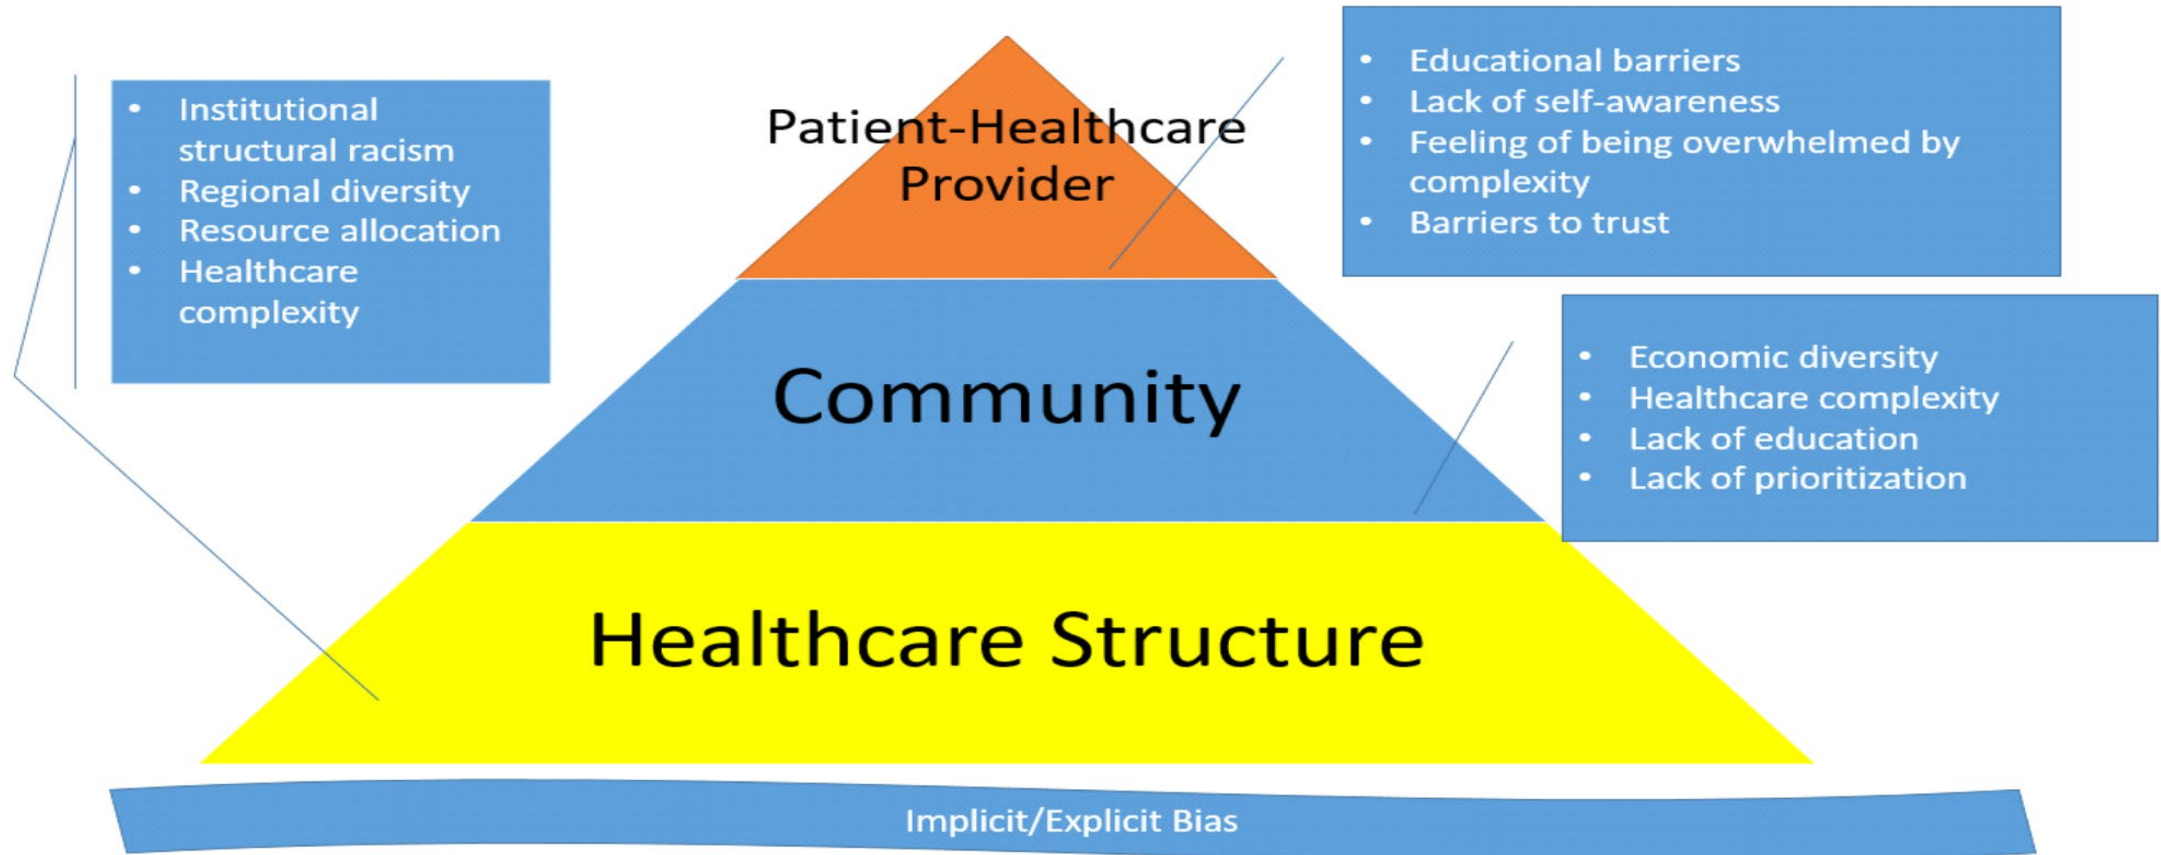 • Institutional
structural racism
• Regional diversity
• Resource allocation
• Healthcare
complexity
Patient-Healthcare
Provider
• Educational barriers
• Lack of self-awareness
• Feeling of being overwhelmed by
complexity
• Barriers to trust
Community
• Economic diversity
• Healthcare complexity
• Lack of education
• Lack of prioritization
Healthcare Structure
Implicit/Explicit Bias